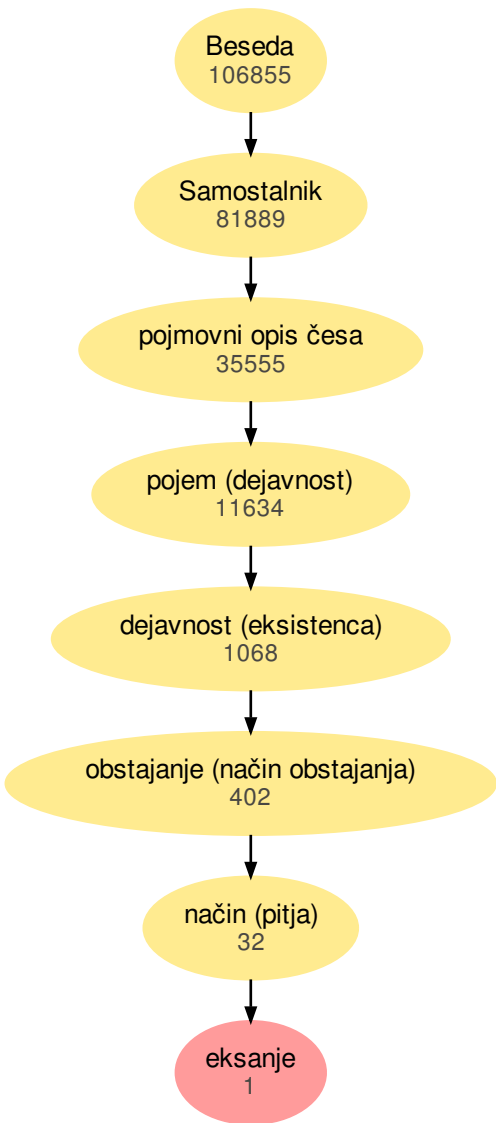 Beseda
106855
Samostalnik
81889
pojmovni opis česa
35555
pojem (dejavnost)
11634
dejavnost (eksistenca)
1068
obstajanje (način obstajanja)
402
način (pitja)
32
eksanje
1